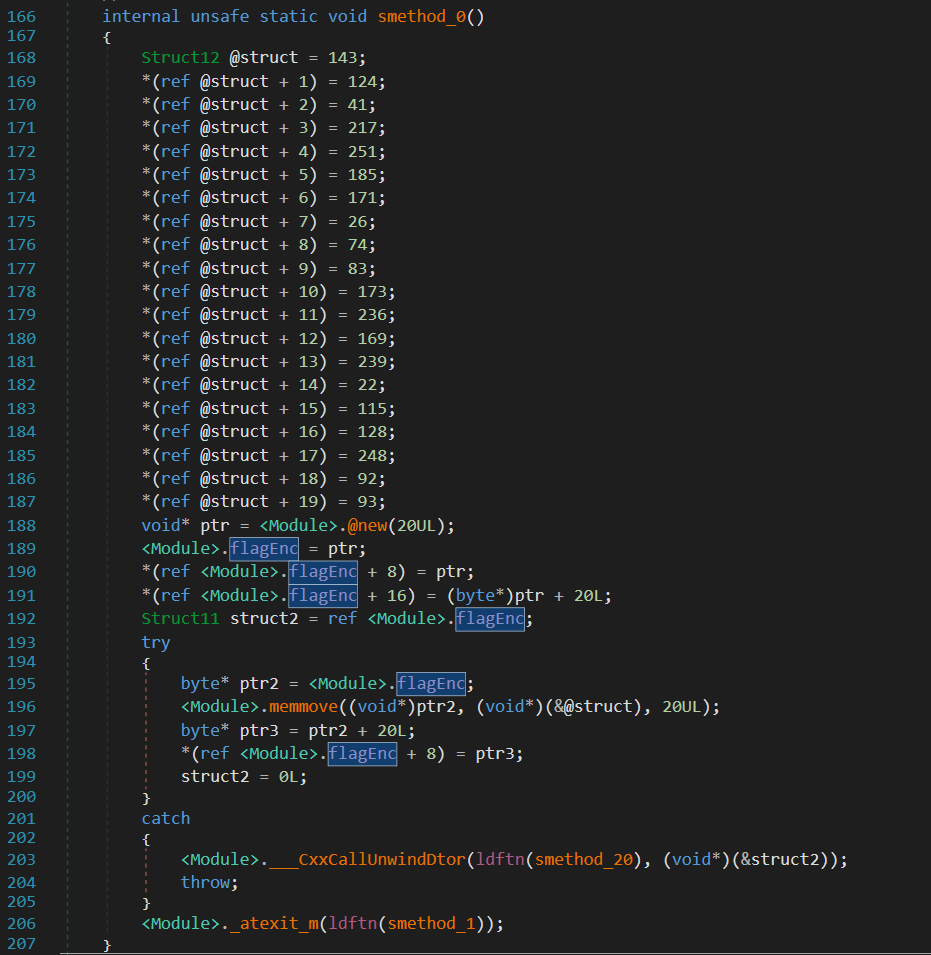 166 internal unsafe static void smethod_0()
167 {
168 Struct12 @struct = 143;
169 *(ref @struct + 1) = 124;
170 *(ref @struct + 2) = 41;
171 *(ref @struct + 3) = 217;
172 *(ref @struct + 4) = 251;
173 *(ref @struct + 5) = 185;
174 *(ref @struct + 6) = 171;
175 *(ref @struct + 7) = 26;
176 *(ref @struct + 8) = 74;
177 *(ref @struct + 9) = 83;
178 *(ref @struct + 10) = 173;
179 *(ref @struct + 11) = 236;
180 *(ref @struct + 12) = 169;
181 *(ref @struct + 13) = 239;
182 *(ref @struct + 14) = 22;
183 *(ref @struct + 15) = 115;
184 *(ref @struct + 16) = 128;
185 *(ref @struct + 17) = 248;
186 *(ref @struct + 18) = 92;
187 *(ref @struct + 19) = 93;
188 void* ptr = <Module>.@new(20UL);
189 <Module>.flagEnc = ptr;
190 *(ref <Module>.flagEnc + 8) = ptr;
191 *(ref <Module>.flagEnc + 16) = (byte*)ptr + 20L;
192 Struct11 struct2 = ref <Module>.flagEnc;
193 try
194 {
195 byte* ptr2 = <Module>.flagEnc;
196 <Module>.memmove((void*)ptr2, (void*)(&@struct), 20UL);
197 byte* ptr3 = ptr2 + 20L;
198 *(ref <Module>.flagEnc + 8) = ptr3;
199 struct2 = 0L;
200 }
201 catch
202 {
203 <Module>.___CxxCallUnwindDtor(ldftn(smethod_20), (void*)(&struct2));
204 throw;
205 }
206 <Module>._atexit_m(ldftn(smethod_1));
207 }